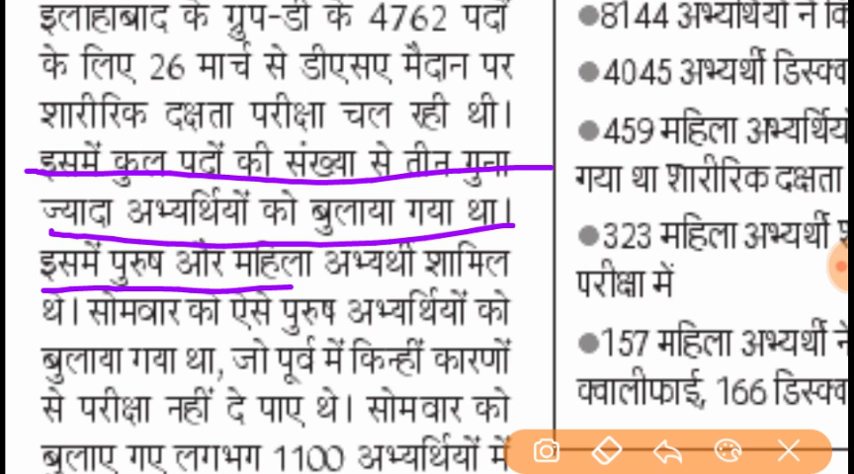 इलाहाबाद के ग्रुप-डी के 4762 पदों
के लिए 26 मार्च से डीएसए मैदान पर
शारीरिक दक्षता परीक्षा चल रही थी।
इसमें कुल पदों की संख्या से तीन गुना
ज्यादा अभ्यर्थियों को बुलाया गया था।
इसमें पुरुष और महिला अभ्यर्थी शामिल
थे। सोमवार को ऐसे पुरुष अभ्यर्थियों को
बुलाया गया था, जो पूर्व में किन्हीं कारणों
से परीक्षा नहीं दे पाए थे। सोमवार को
बुलाए गए लगभग 1100 अभ्यर्थियों में
●8144 अभ्यर्थियों ने
●4045 अभ्यर्थी
●459 महिला
गया था शारीरिक दक्षता
●323 महिला अभ्यर्थी
परीक्षा में
●157 महिला अभ्यर्थी ने
क्वालीफाई, 166